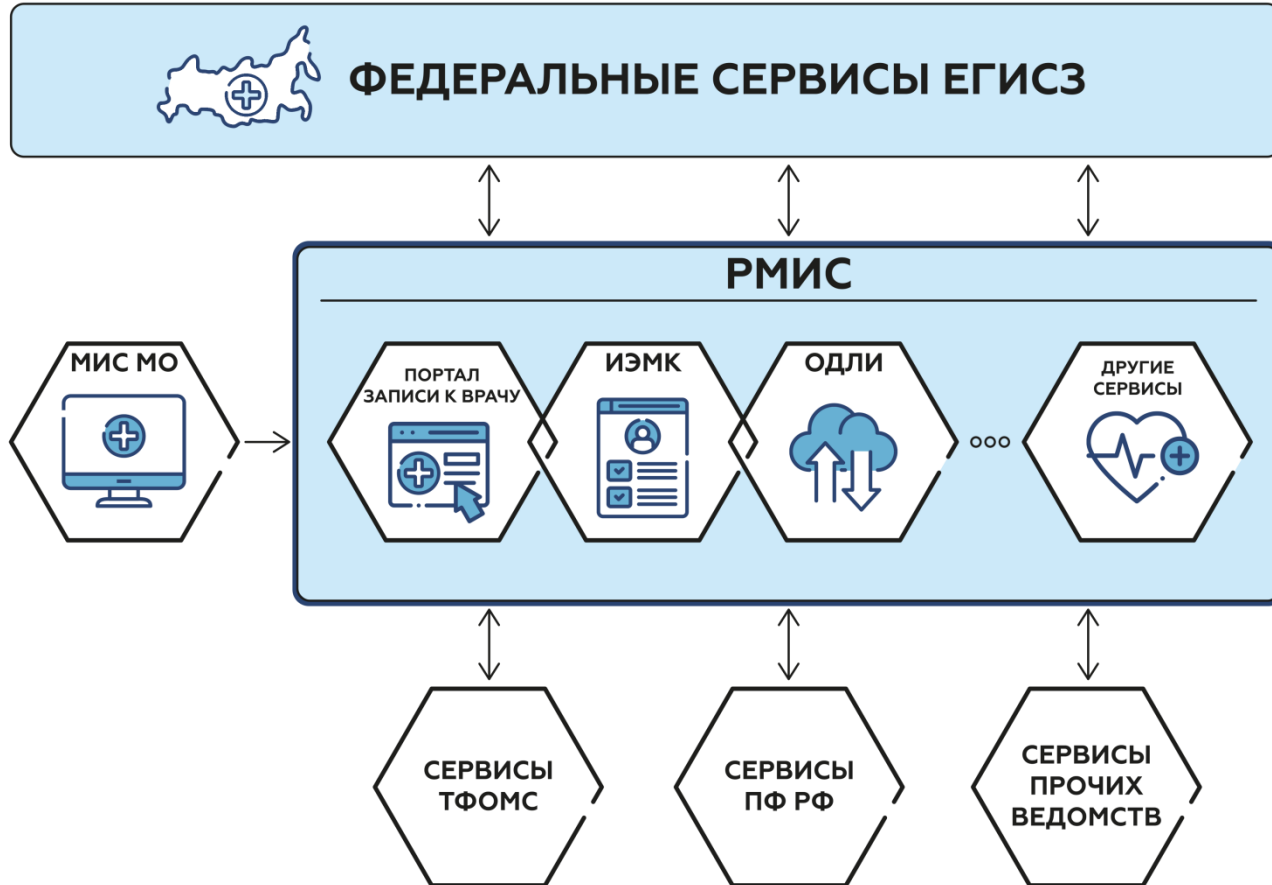 ФЕДЕРАЛЬНЫЕ СЕРВИСЫ ЕГИСЗ
РМИС
МИС МО
ПОРТАЛ
ЗАПИСИ К ВРАЧУ
ИЭМК
ОДЛИ
ДРУГИЕ
СЕРВИСЫ
СЕРВИСЫ
ТФОМС
СЕРВИСЫ
ПФ РФ
СЕРВИСЫ
ПРОЧИХ
ВЕДОМСТВ